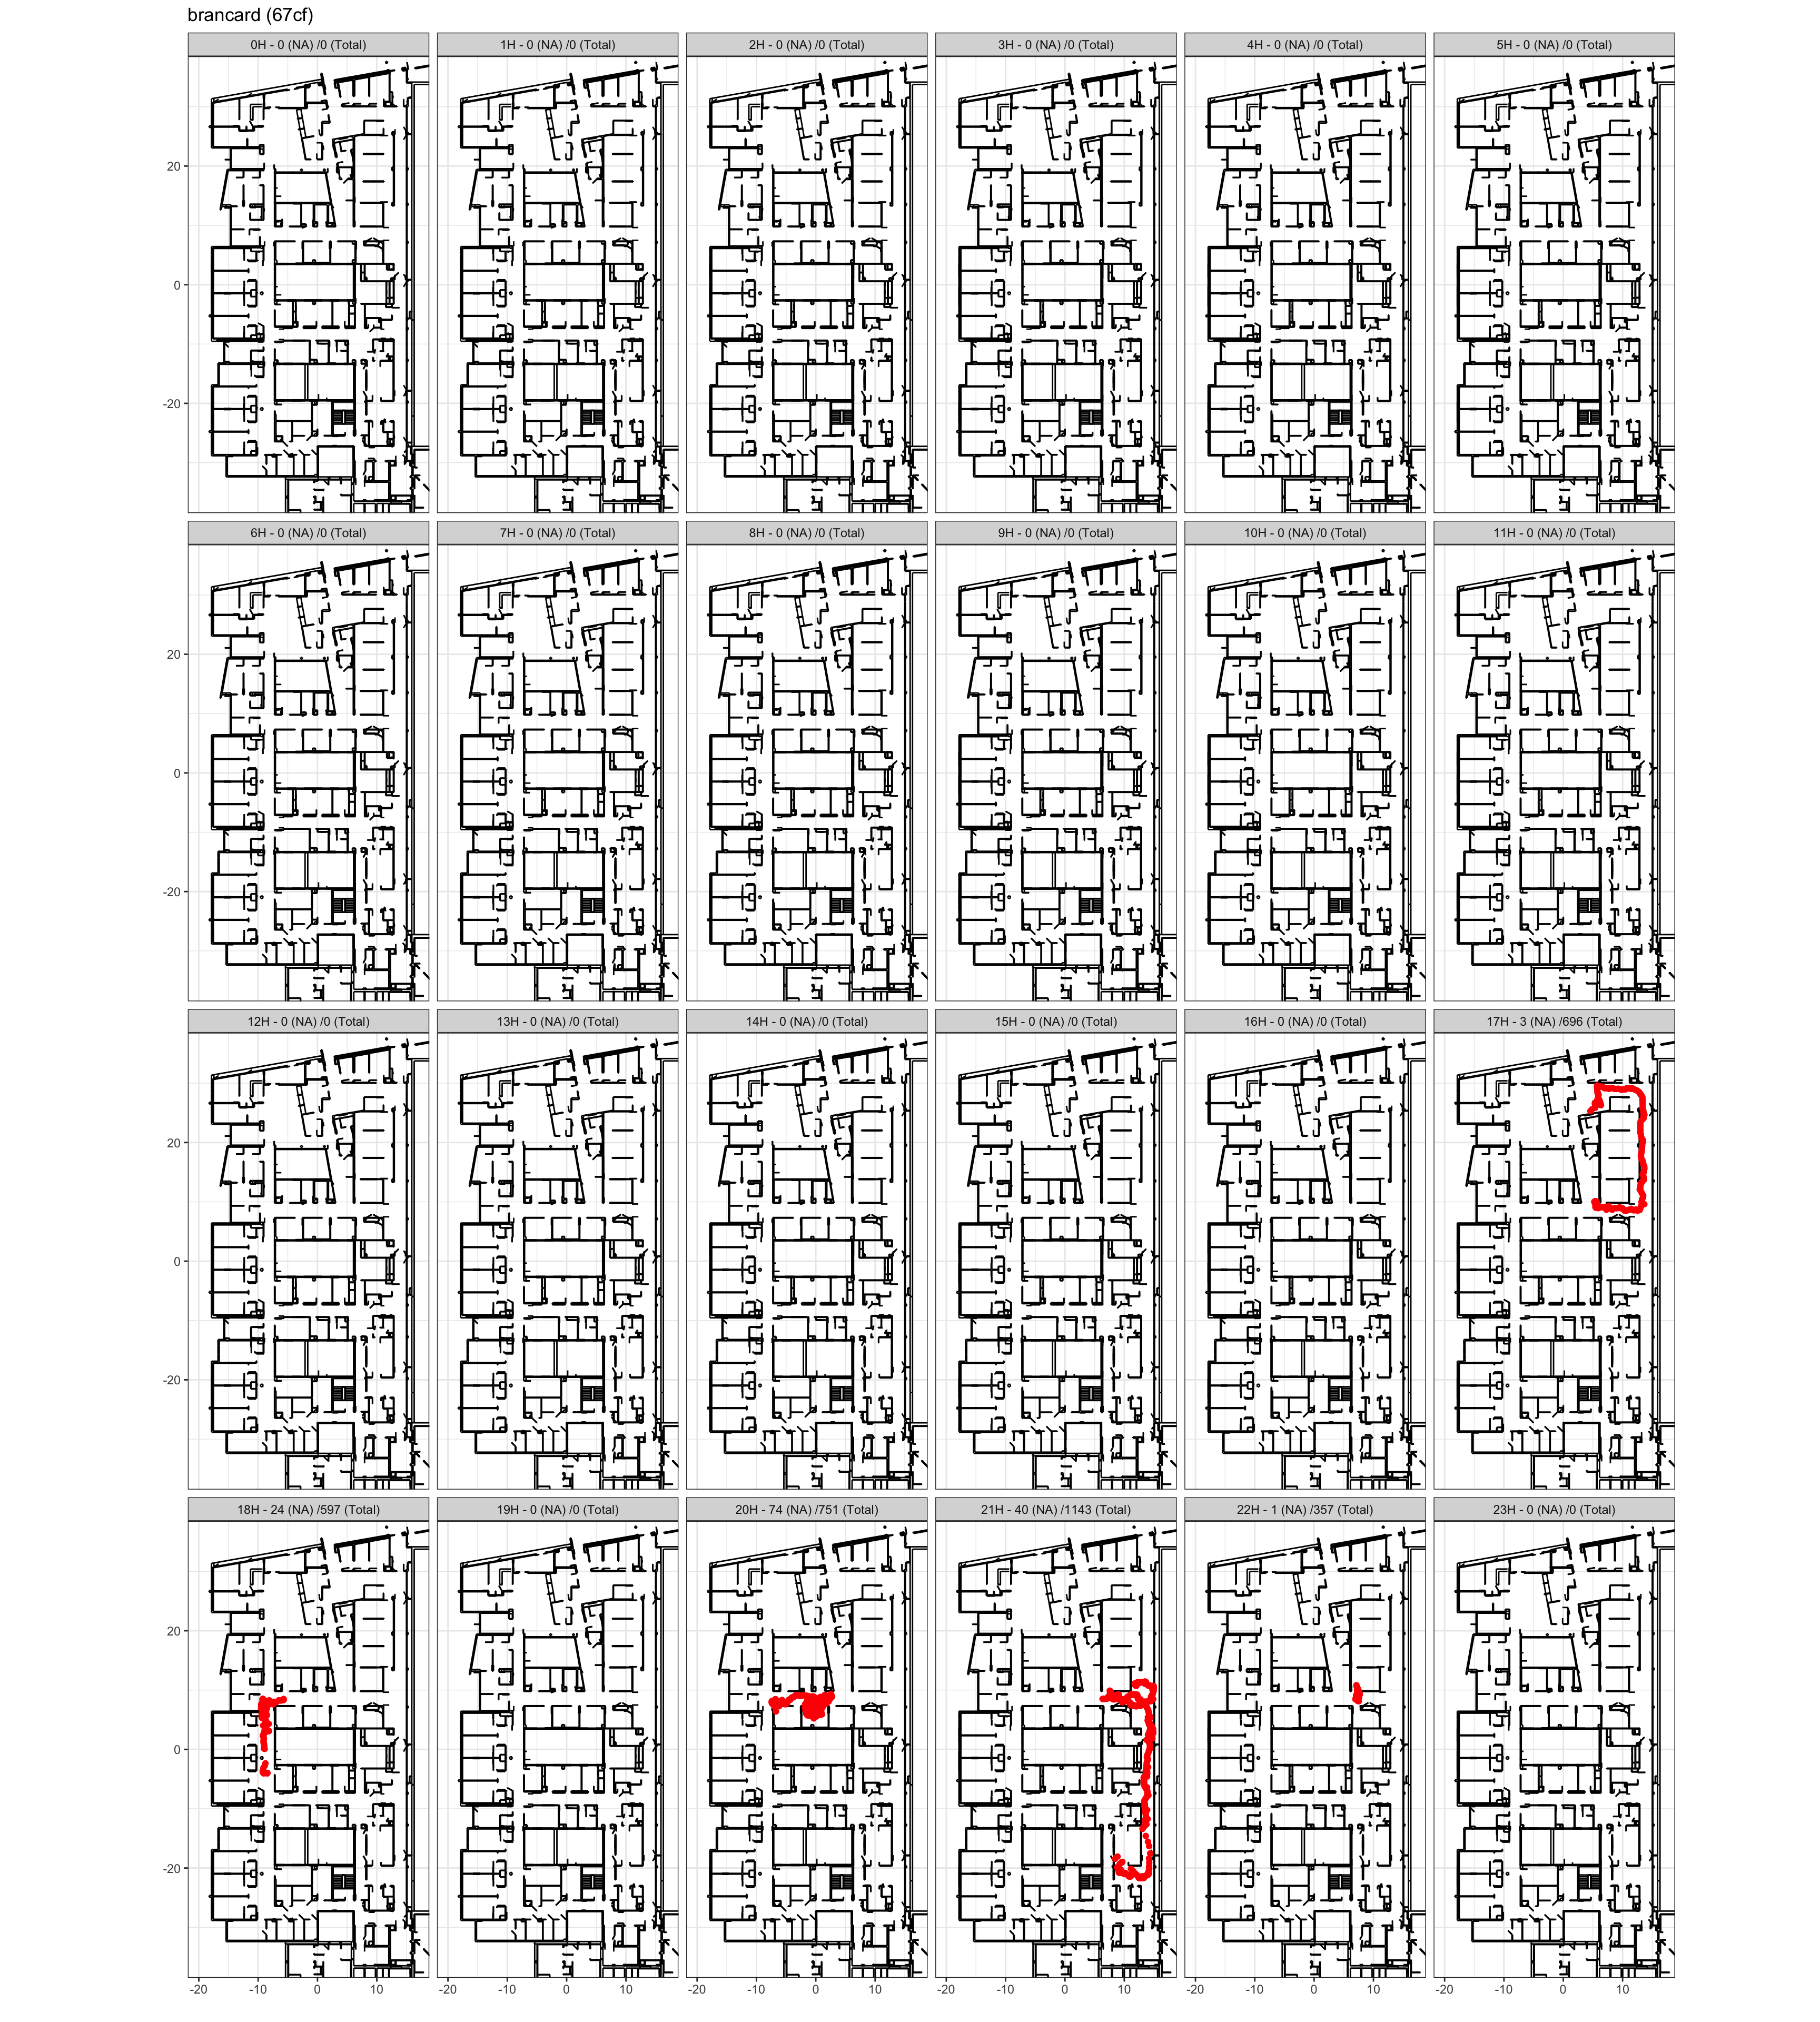 brancard (67cf)
0H - 0 (NA) /0 (Total) 1H - 0 (NA) /0 (Total) 2H - 0 (NA) /0 (Total) 3H - 0 (NA) /0 (Total) 4H - 0 (NA) /0 (Total) 5H - 0 (NA) /0 (Total)
20
0
-20
6H - 0 (NA) /0 (Total) 7H - 0 (NA) /0 (Total) 8H - 0 (NA) /0 (Total) 9H - 0 (NA) /0 (Total) 10H - 0 (NA) /0 (Total) 11H - 0 (NA) /0 (Total)
20
0
-20
12H - 0 (NA) /0 (Total) 13H - 0 (NA) /0 (Total) 14H - 0 (NA) /0 (Total) 15H - 0 (NA) /0 (Total) 16H - 0 (NA) /0 (Total) 17H - 3 (NA) /696 (Total)
20
0
-20
18H - 24 (NA) /597 (Total) 19H - 0 (NA) /0 (Total) 20H - 74 (NA) /751 (Total) 21H - 40 (NA) /1143 (Total) 22H - 1 (NA) /357 (Total) 23H - 0 (NA) /0 (Total)
20
0
-20
-20 -10 0 10 -20 -10 0 10 -20 -10 0 10 -20 -10 0 10 -20 -10 0 10 -20 -10 0 10